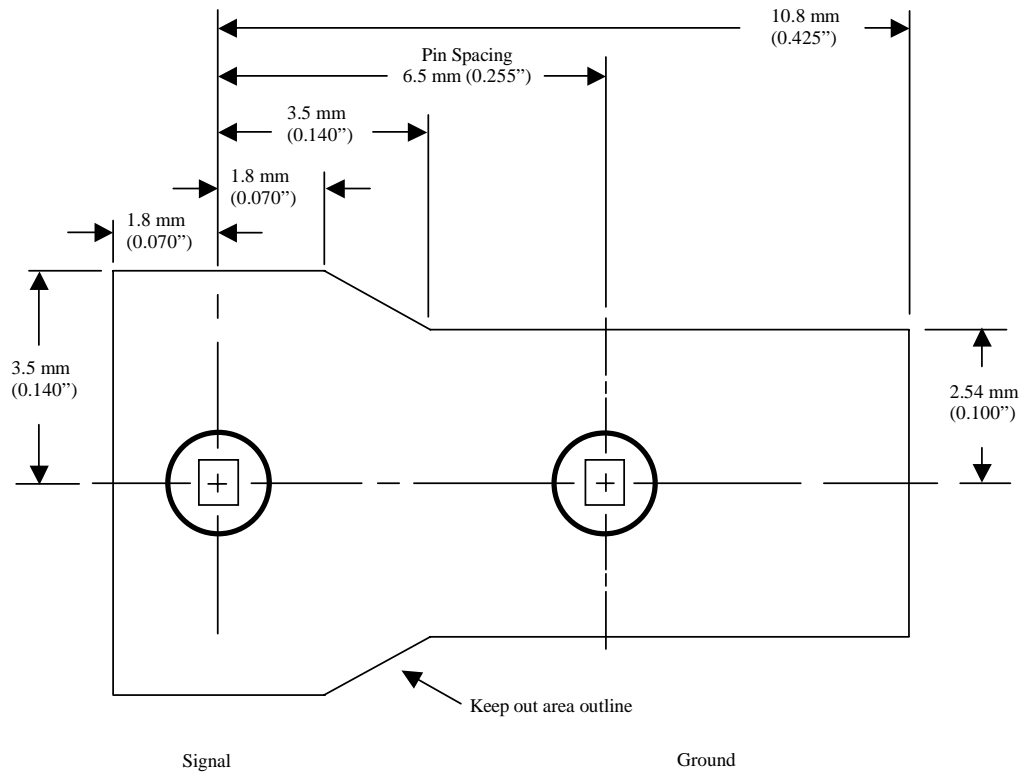 10.8 mm
(0.425”)
Pin Spacing
6.5 mm (0.255”)
3.5 mm
(0.140”)
1.8 mm
(0.070”)
1.8 mm
(0.070”)
3.5 mm
(0.140”)
2.54 mm
(0.100”)
Keep out area outline
Signal
Ground